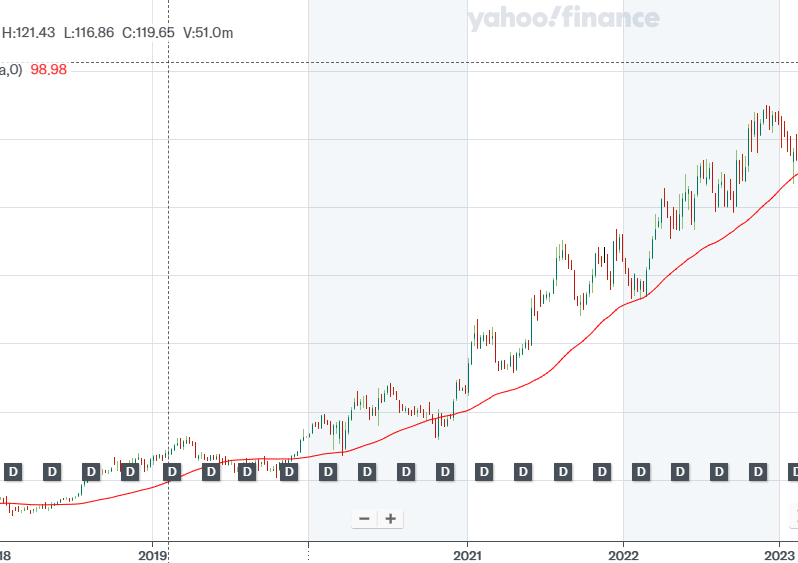 yahoo!finance
H:121.43 L:116.86 C:119.65 V:51.0m
a,0) 98.98
D D D D D D D D D D D D D D D D D D D D D
− +
18 2019 2021 2022 2023